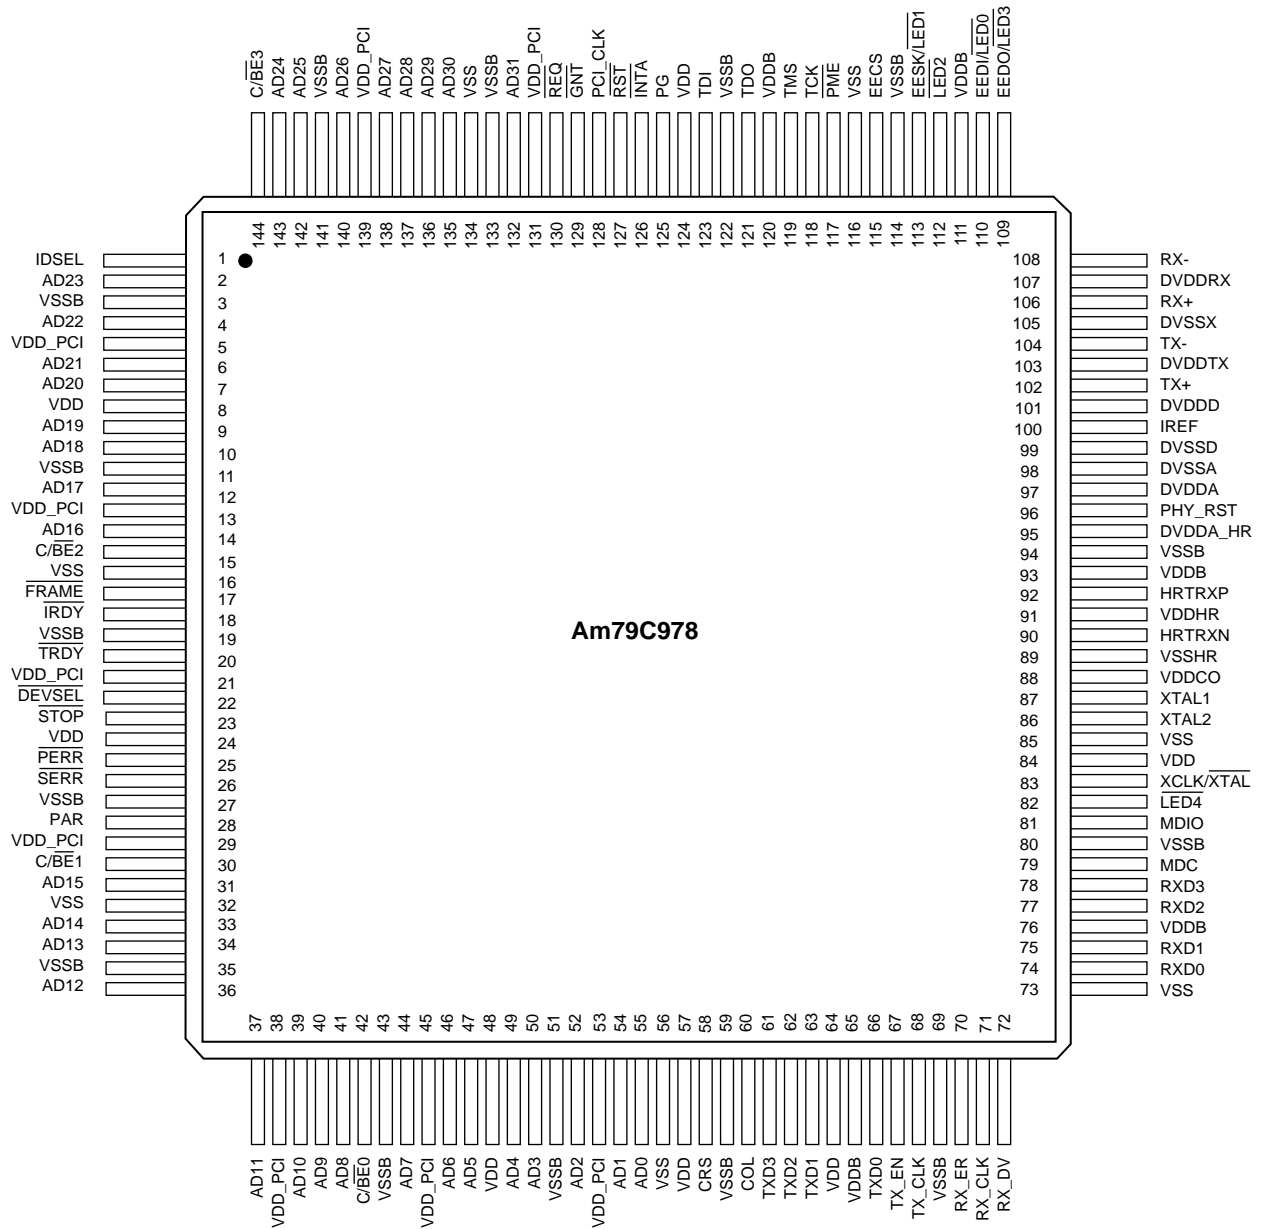 C/BE3
AD24
AD25
VSSB
AD26
VDD_PCI
AD27
AD28
AD29
AD30
VSS
VSSB
AD31
VDD_PCI
REQ
GNT
PCI_CLK
RST
INTA
PG
VDD
TDI
VSSB
TDO
VDDB
TMS
TCK
PME
VSS
EECS
VSSB
EESK/LED1
LED2
VDDB
EEDI/LED0
EEDO/LED3
144 143 142 141 140 139 138 137 136 135 134 133 132 131 130 129 128 127 126 125 124 123 122 121 120 119 118 117 116 115 114 113 112 111 110 109
IDSEL 1 108 RX-
AD23 2 107 DVDDRX
VSSB 3 106 RX+
AD22 4 105 DVSSX
VDD_PCI 5 104 TX-
AD21 6 103 DVDDTX
AD20 7 102 TX+
VDD 8 101 DVDDD
AD19 9 100 IREF
AD18 10 99 DVSSD
VSSB 11 98 DVSSA
AD17 12 97 DVDDA
VDD_PCI 13 96 PHY_RST
AD16 14 95 DVDDA_HR
C/BE2 15 94 VSSB
VSS 16 93 VDDB
FRAME 17 92 HRTRXP
IRDY 18 91 VDDHR
VSSB 19 90 HRTRXN
Am79C978
TRDY 20 89 VSSHR
VDD_PCI 21 88 VDDCO
DEVSEL 22 87 XTAL1
STOP 23 86 XTAL2
VDD 24 85 VSS
PERR 25 84 VDD
SERR 26 83 XCLK/XTAL
VSSB 27 82 LED4
PAR 28 81 MDIO
VDD_PCI 29 80 VSSB
C/BE1 30 79 MDC
AD15 31 78 RXD3
VSS 32 77 RXD2
AD14 33 76 VDDB
AD13 34 75 RXD1
VSSB 35 74 RXD0
AD12 36 73 VSS
37 38 39 40 41 42 43 44 45 46 47 48 49 50 51 52 53 54 55 56 57 58 59 60 61 62 63 64 65 66 67 68 69 70 71 72
AD11
VDD_PCI
AD10
AD9
AD8
C/BE0
VSSB
AD7
VDD_PCI
AD6
AD5
VDD
AD4
AD3
VSSB
AD2
VDD_PCI
AD1
AD0
VSS
VDD
CRS
VSSB
COL
TXD3
TXD2
TXD1
VDD
VDDB
TXD0
TX_EN
TX_CLK
VSSB
RX_ER
RX_CLK
RX_DV